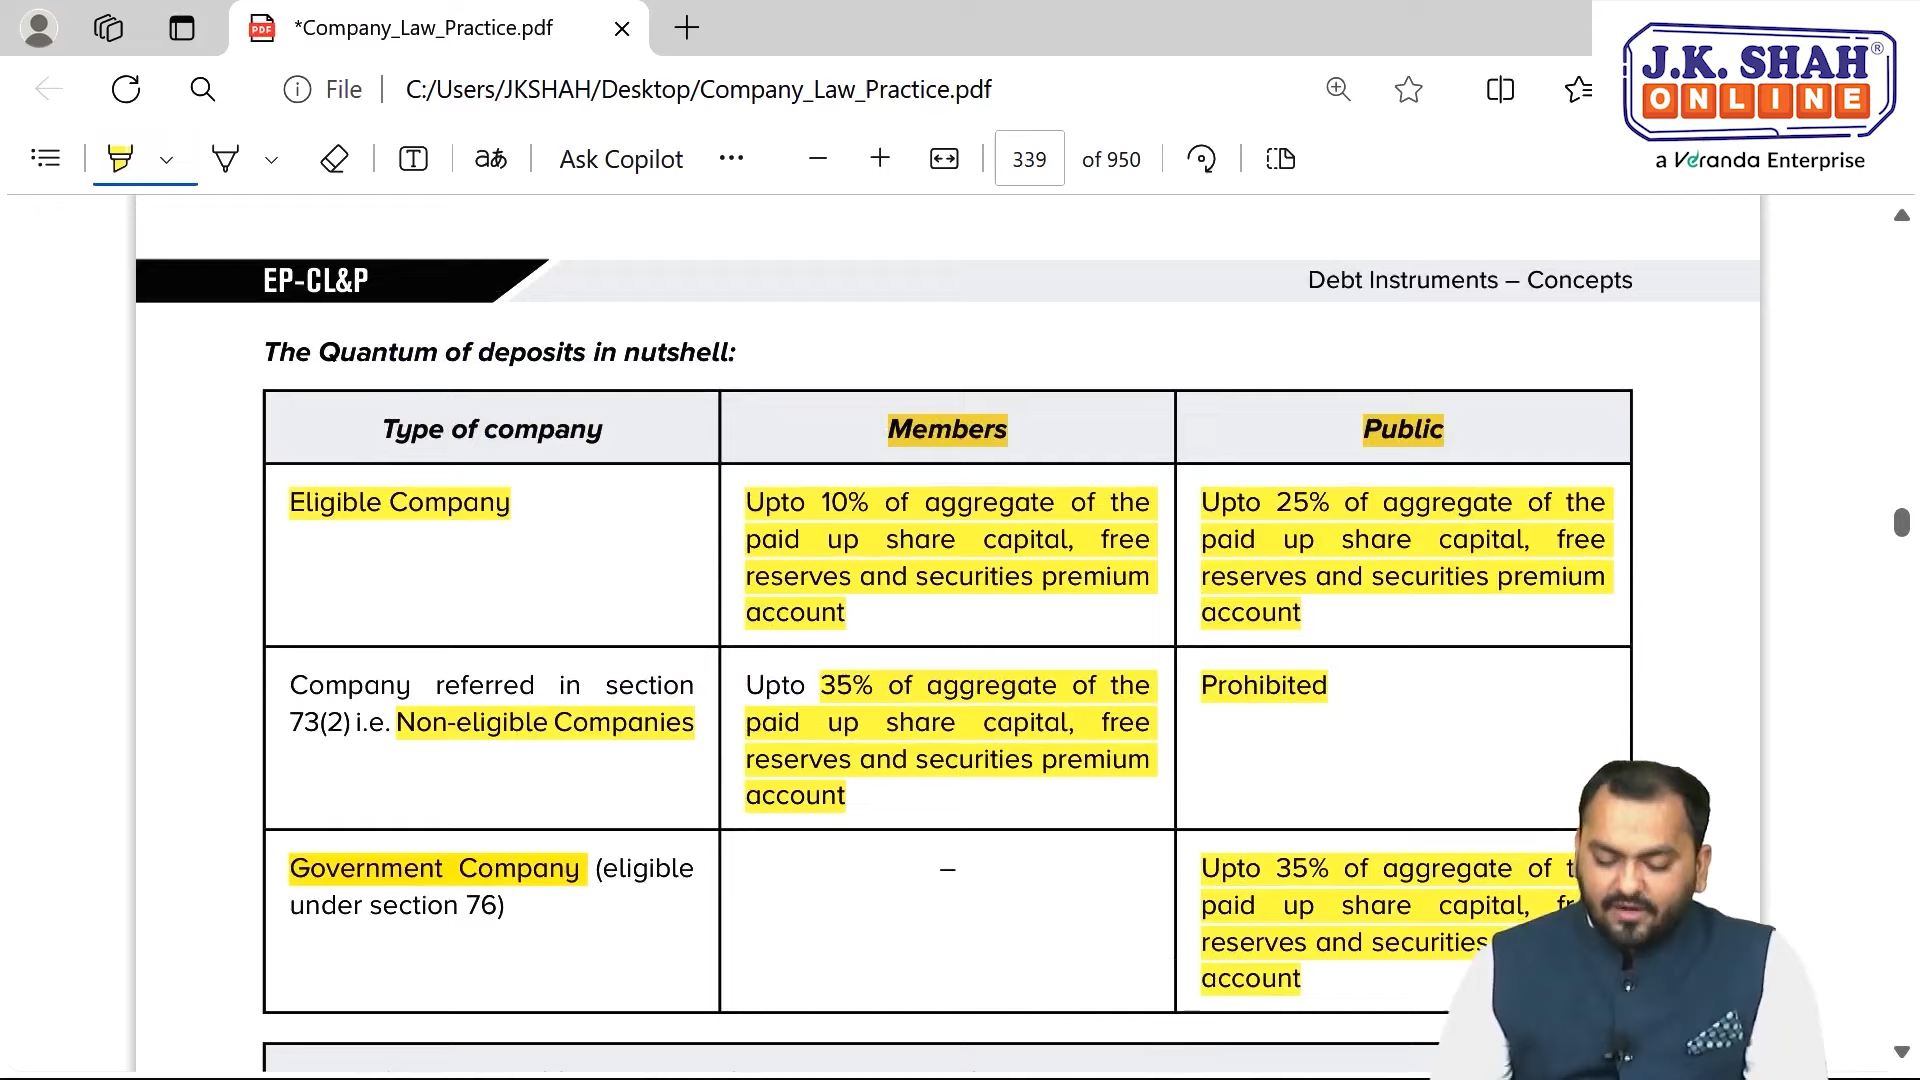 *Company_Law_Practice.pdf
File
C:/Users/JKSHAH/Desktop/Company_Law_Practice.pdf
J.K. SHAH®
ONLINE
a Veranda Enterprise
Ask Copilot
339 of 950
EP-CL&P
Debt Instruments – Concepts
The Quantum of deposits in nutshell:
Type of company
Members
Public
Eligible Company
Upto 10% of aggregate of the
paid up share capital, free
reserves and securities premium
account
Upto 25% of aggregate of the
paid up share capital, free
reserves and securities premium
account
Company referred in section
73(2) i.e. Non-eligible Companies
Upto 35% of aggregate of the
paid up share capital, free
reserves and securities premium
account
Prohibited
Government Company (eligible
under section 76)
–
Upto 35% of aggregate of
paid up share capital,
reserves and securities
account